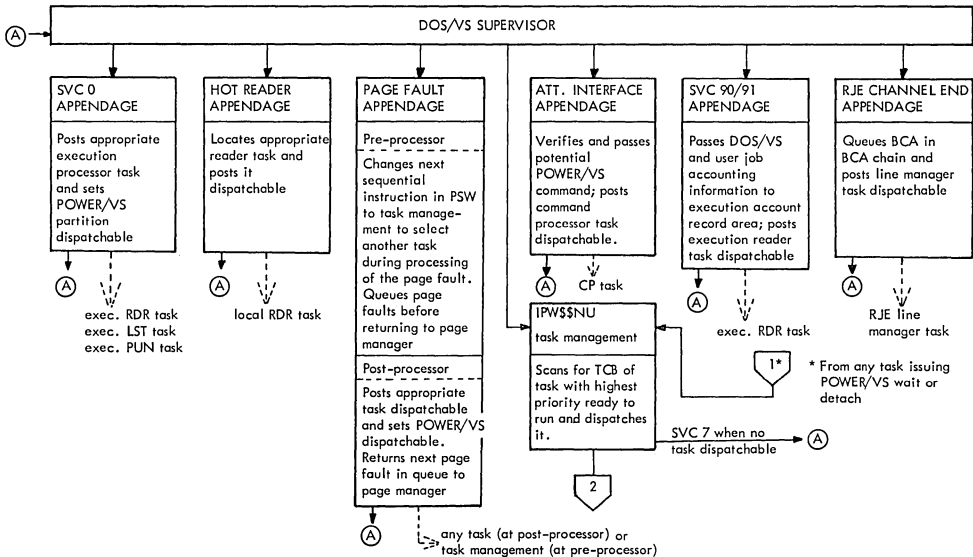 DOS/VS SUPERVISOR
A
SVC 0
APPENDAGE
Posts appropriate
execution
processor task
and sets
POWER/VS
partition
dispatchable
A
exec. RDR task
exec. LST task
exec. PUN task
HOT READER
APPENDAGE
Locates appropriate
reader task and
posts it
dispatchable
A
local RDR task
PAGE FAULT
APPENDAGE
Pre-processor
Changes next
sequential
instruction in PSW
to task manage-
ment to select
another task
during processing
of the page fault.
Queues page
faults before
returning to page
manager
Post-processor
Posts appropriate
task dispatchable
and sets POWER/VS
dispatchable.
Returns next page
fault in queue to
page manager
A
any task (at post-processor) or
task management (at pre-processor)
ATT. INTERFACE
APPENDAGE
Verifies and passes
potential
POWER/VS
command; posts
command
processor task
dispatchable.
A
CP task
IPW$$NU
task management
Scans for TCB of
task with highest
priority ready to
run and dispatches
it.
2
SVC 7 when no
task dispatchable
A
SVC 90/91
APPENDAGE
Passes DOS/VS
and user job
accounting
information to
execution account
record area; posts
execution reader
task dispatchable
A
exec. RDR task
RJE CHANNEL END
APPENDAGE
Queues BCA in
BCA chain and
posts line manager
task dispatchable
A
RJE line
manager task
1*
* From any task issuing
POWER/VS wait or
detach